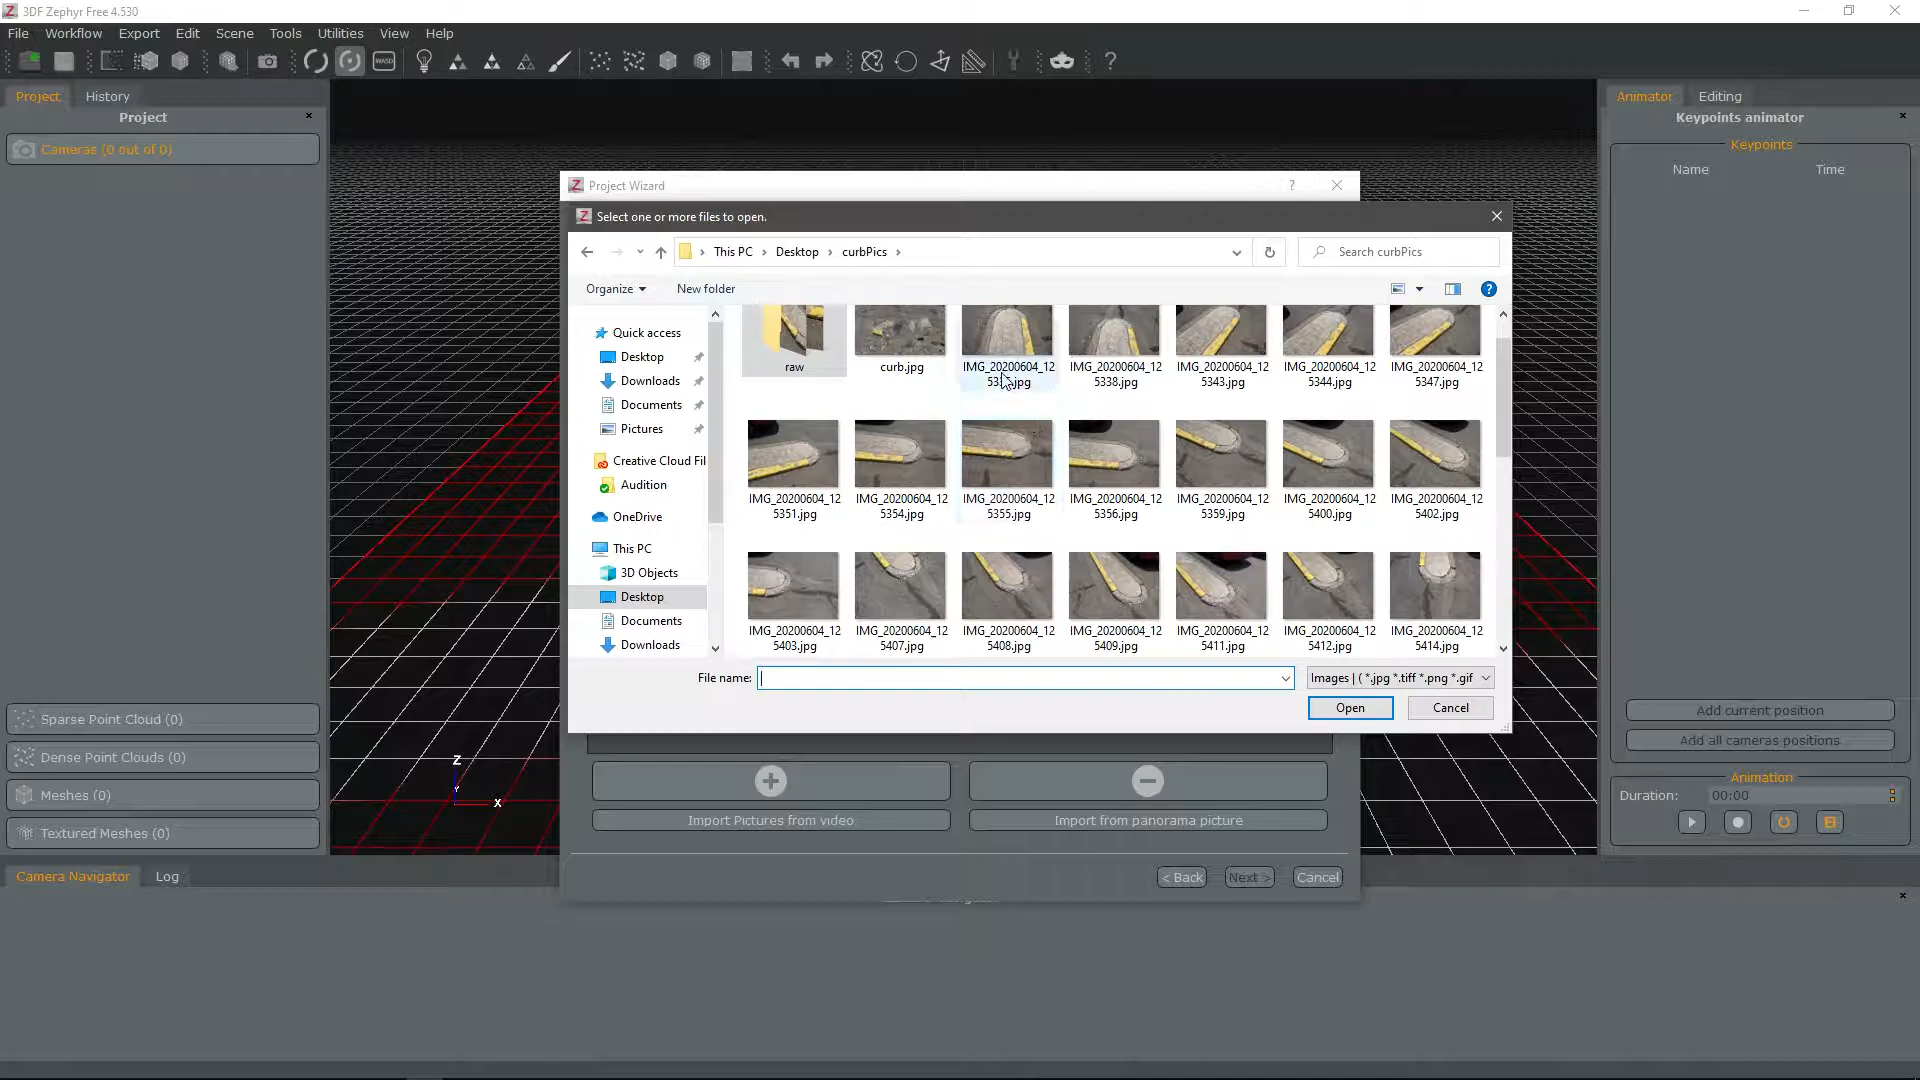 3DF Zephyr Free 4.530
File Workflow Export Edit Scene Tools Utilities View Help
WASD
?
Project History
Project
Cameras (0 out of 0)
Sparse Point Cloud (0)
Dense Point Clouds (0)
Meshes (0)
Textured Meshes (0)
Z
X
Project Wizard
?
Select one or more files to open.
This PC > Desktop > curbPics >
Search curbPics
Organize
New folder
Quick access
Desktop
Downloads
Documents
Pictures
Creative Cloud Fil
Audition
OneDrive
This PC
3D Objects
Desktop
Documents
Downloads
raw
curb.jpg
IMG_20200604_12
IMG_20200604_12
5338.jpg
IMG_20200604_12
5343.jpg
IMG_20200604_12
5344.jpg
IMG_20200604_12
5347.jpg
IMG_20200604_12
5351.jpg
IMG_20200604_12
5354.jpg
IMG_20200604_12
5355.jpg
IMG_20200604_12
5356.jpg
IMG_20200604_12
5359.jpg
IMG_20200604_12
5400.jpg
IMG_20200604_12
5402.jpg
IMG_20200604_12
5403.jpg
IMG_20200604_12
5407.jpg
IMG_20200604_12
5408.jpg
IMG_20200604_12
5409.jpg
IMG_20200604_12
5411.jpg
IMG_20200604_12
5412.jpg
IMG_20200604_12
5414.jpg
File name:
Images | ( *.jpg *.tiff *.png *.gif
Open
Cancel
Import Pictures from video
Import from panorama picture
< Back
Next >
Cancel
Animator Editing
Keypoints animator
Keypoints
Name Time
Add current position
Add all cameras positions
Animation
Duration: 00:00
Camera Navigator Log